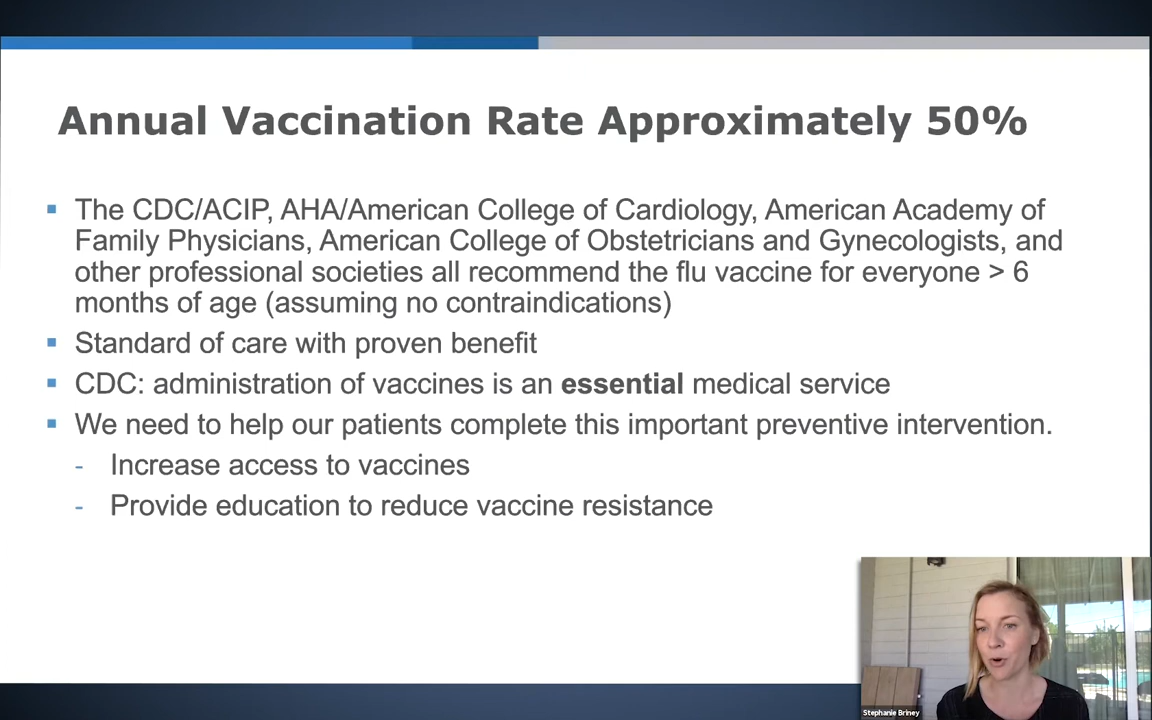 Annual Vaccination Rate Approximately 50%
The CDC/ACIP, AHA/American College of Cardiology, American Academy of
Family Physicians, American College of Obstetricians and Gynecologists, and
other professional societies all recommend the flu vaccine for everyone > 6
months of age (assuming no contraindications)
Standard of care with proven benefit
CDC: administration of vaccines is an essential medical service
We need to help our patients complete this important preventive intervention.
- Increase access to vaccines
- Provide education to reduce vaccine resistance
Stephanie Briney